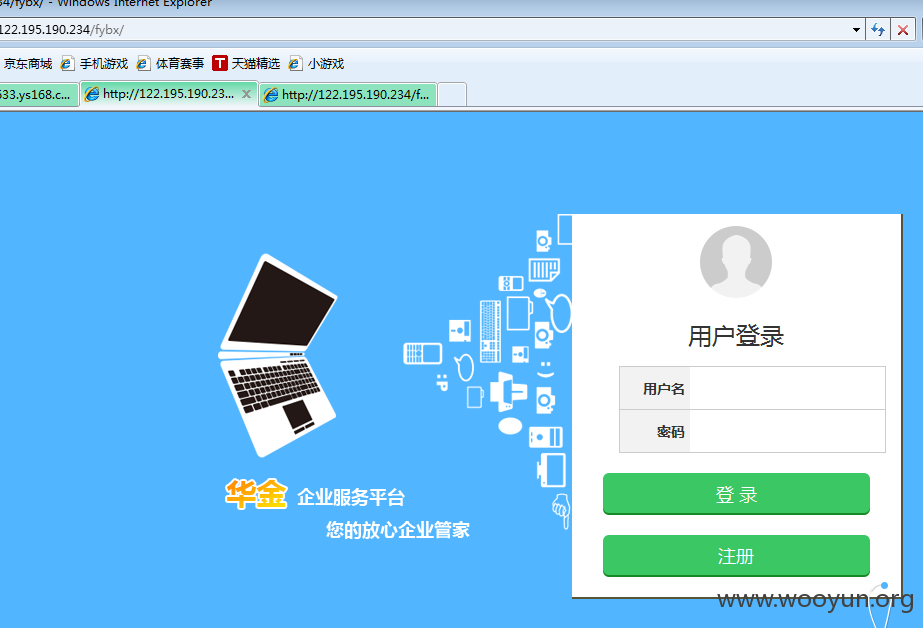 34/fybx/ - Windows Internet Explorer
122.195.190.234/fybx/
京东商城 手机游戏 体育赛事 T 天猫精选 小游戏
533.ys168.c... http://122.195.190.23... http://122.195.190.234/f...
用户登录
用户名
密码
登 录
华金 企业服务平台
您的放心企业管家
注册
www.wooyun.org